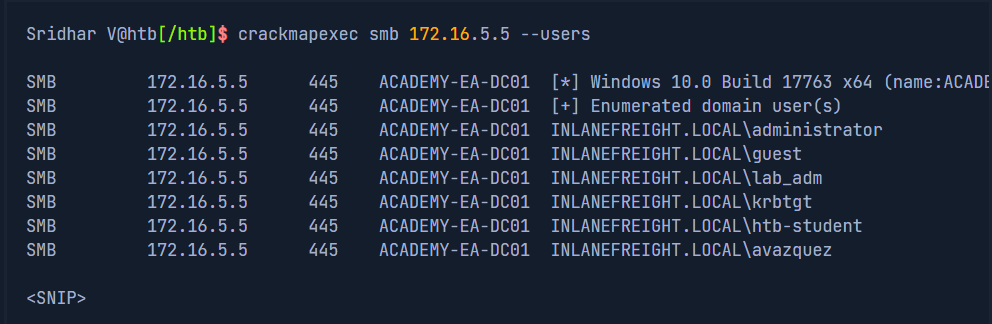 Sridhar V@htb[/htb]$ crackmapexec smb 172.16.5.5 --users
SMB 172.16.5.5 445 ACADEMY-EA-DC01 [*] Windows 10.0 Build 17763 x64 (name:ACADE
SMB 172.16.5.5 445 ACADEMY-EA-DC01 [+] Enumerated domain user(s)
SMB 172.16.5.5 445 ACADEMY-EA-DC01 INLANEFREIGHT.LOCAL\administrator
SMB 172.16.5.5 445 ACADEMY-EA-DC01 INLANEFREIGHT.LOCAL\guest
SMB 172.16.5.5 445 ACADEMY-EA-DC01 INLANEFREIGHT.LOCAL\lab_adm
SMB 172.16.5.5 445 ACADEMY-EA-DC01 INLANEFREIGHT.LOCAL\krbtgt
SMB 172.16.5.5 445 ACADEMY-EA-DC01 INLANEFREIGHT.LOCAL\htb-student
SMB 172.16.5.5 445 ACADEMY-EA-DC01 INLANEFREIGHT.LOCAL\avazquez
<SNIP>